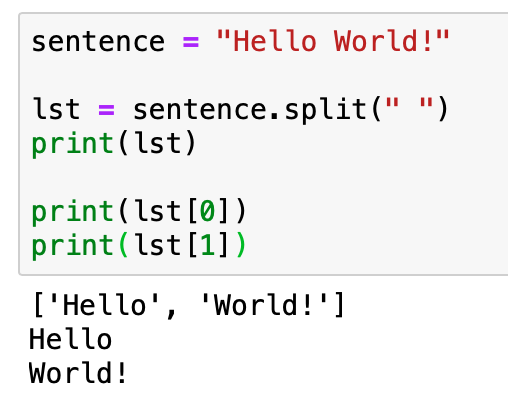 sentence = "Hello World!"
lst = sentence.split(" ")
print(lst)
print(lst[0])
print(lst[1])
['Hello', 'World!']
Hello
World!